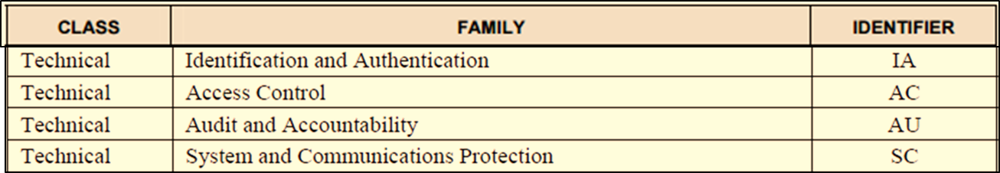 CLASS FAMILY IDENTIFIER
Technical Identification and Authentication IA
Technical Access Control AC
Technical Audit and Accountability AU
Technical System and Communications Protection SC